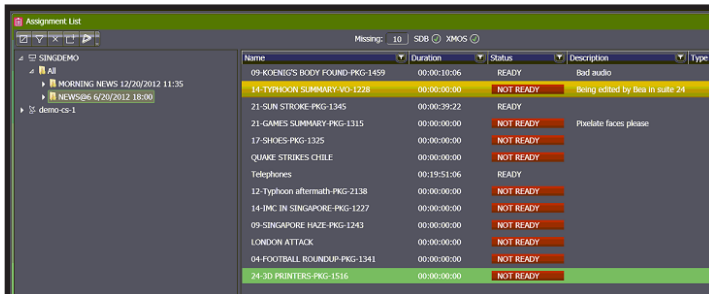 Assignment List
Missing: 10 SDB XMOS
SINGDEMO
All
MORNING NEWS 12/20/2012 11:35
NEWS@6 6/20/2012 18:00
demo-cs-1
Name Duration Status Description Type
09-KOENIG'S BODY FOUND-PKG-1459 00:00:10:06 READY Bad audio
14-TYPHOON SUMMARY-VO-1228 00:00:00:00 NOT READY Being edited by Bea in suite 24
21-SUN STROKE-PKG-1345 00:00:39:22 READY
21-GAMES SUMMARY-PKG-1315 00:00:00:00 NOT READY Pixelate faces please
17-SHOES-PKG-1325 00:00:00:00 NOT READY
QUAKE STRIKES CHILE 00:00:00:00 NOT READY
Telephones 00:19:51:06 READY
12-Typhoon aftermath-PKG-2138 00:00:00:00 NOT READY
14-IMC IN SINGAPORE-PKG-1227 00:00:00:00 NOT READY
09-SINGAPORE HAZE-PKG-1243 00:00:00:00 NOT READY
LONDON ATTACK 00:00:00:00 NOT READY
04-FOOTBALL ROUNDUP-PKG-1341 00:00:00:00 NOT READY
24-3D PRINTERS-PKG-1516 00:00:00:00 NOT READY